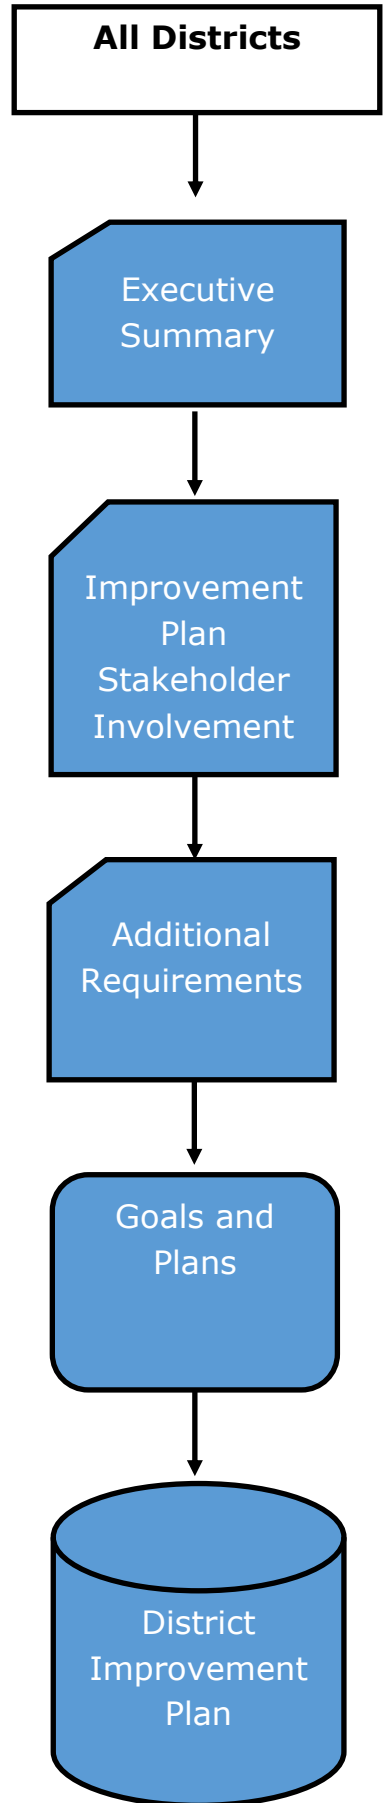 All Districts
Executive
Summary
Improvement
Plan
Stakeholder
Involvement
Additional
Requirements
Goals and
Plans
District
Improvement
Plan